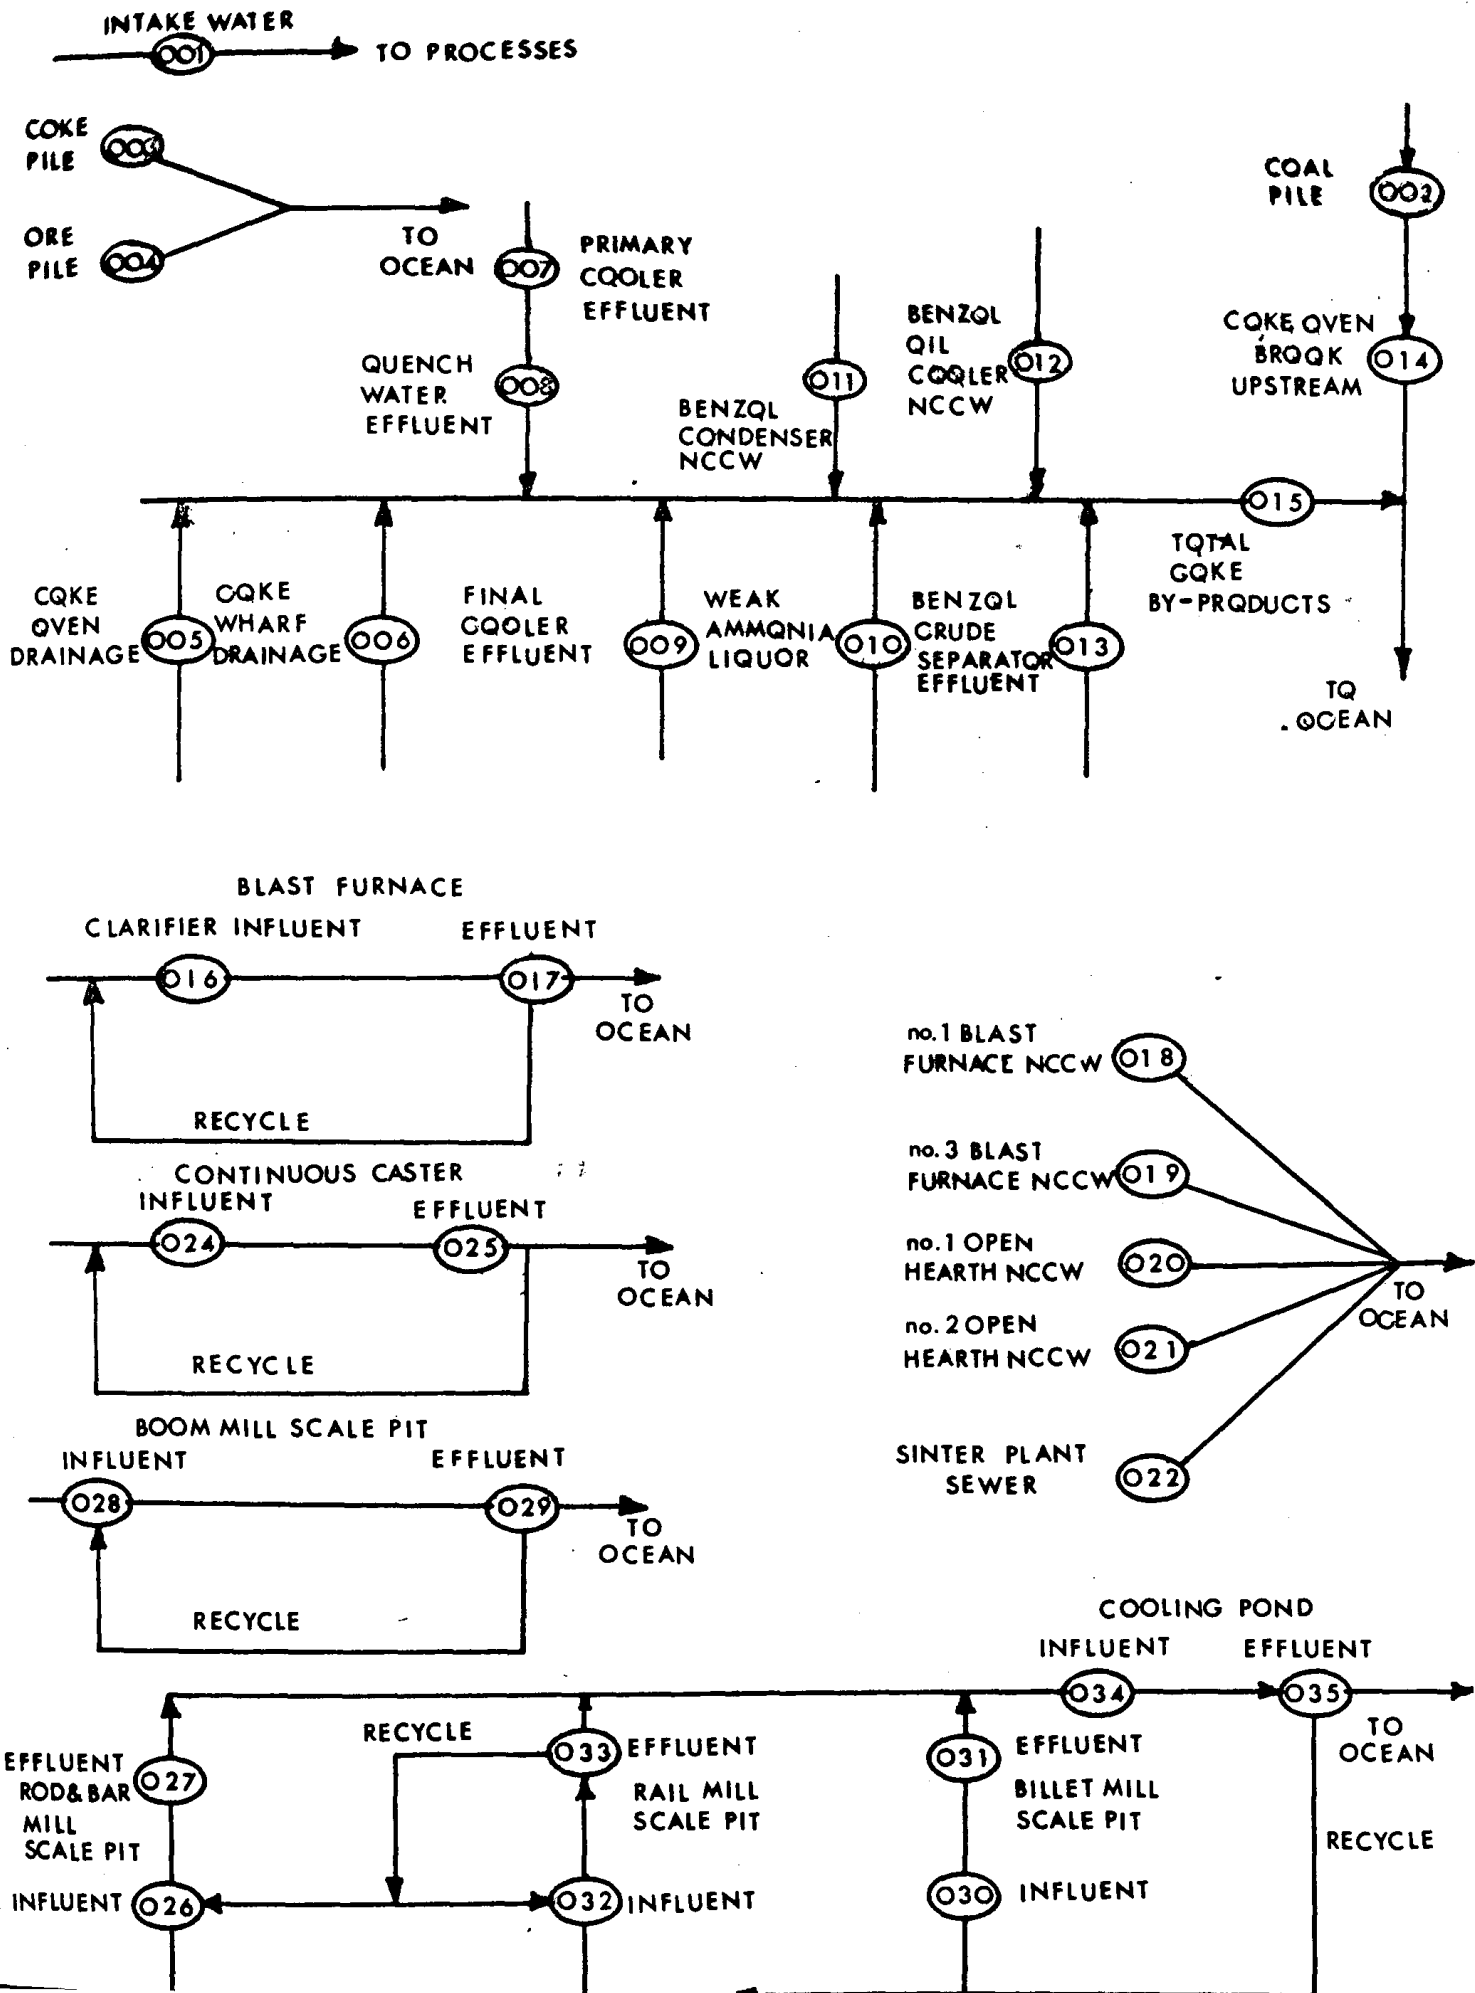 INTAKE WATER
001
TO PROCESSES
COKE
PILE
003
ORE
PILE
004
TO
OCEAN
007
PRIMARY
COOLER
EFFLUENT
QUENCH
WATER
EFFLUENT
008
BENZOL
CONDENSER
NCCW
011
BENZOL
OIL
COOLER
NCCW
012
COAL
PILE
002
COKE OVEN
BROOK
UPSTREAM
014
015
TOTAL
COKE
BY-PRODUCTS
TO
OCEAN
COKE
OVEN
DRAINAGE
005
COKE
WHARF
DRAINAGE
006
FINAL
COOLER
EFFLUENT
009
WEAK
AMMONIA
LIQUOR
010
BENZOL
CRUDE
SEPARATOR
EFFLUENT
013
BLAST FURNACE
CLARIFIER INFLUENT
EFFLUENT
016
017
TO
OCEAN
RECYCLE
CONTINUOUS CASTER
INFLUENT
EFFLUENT
024
025
TO
OCEAN
RECYCLE
BOOM MILL SCALE PIT
INFLUENT
EFFLUENT
028
029
TO
OCEAN
RECYCLE
no.1 BLAST
FURNACE NCCW
018
no.3 BLAST
FURNACE NCCW
019
no.1 OPEN
HEARTH NCCW
020
no.2 OPEN
HEARTH NCCW
021
SINTER PLANT
SEWER
022
TO
OCEAN
COOLING POND
INFLUENT
EFFLUENT
034
035
TO
OCEAN
RECYCLE
EFFLUENT
ROD&BAR
MILL
SCALE PIT
027
INFLUENT
026
RECYCLE
033
EFFLUENT
RAIL MILL
SCALE PIT
032
INFLUENT
031
EFFLUENT
BILLET MILL
SCALE PIT
030
INFLUENT